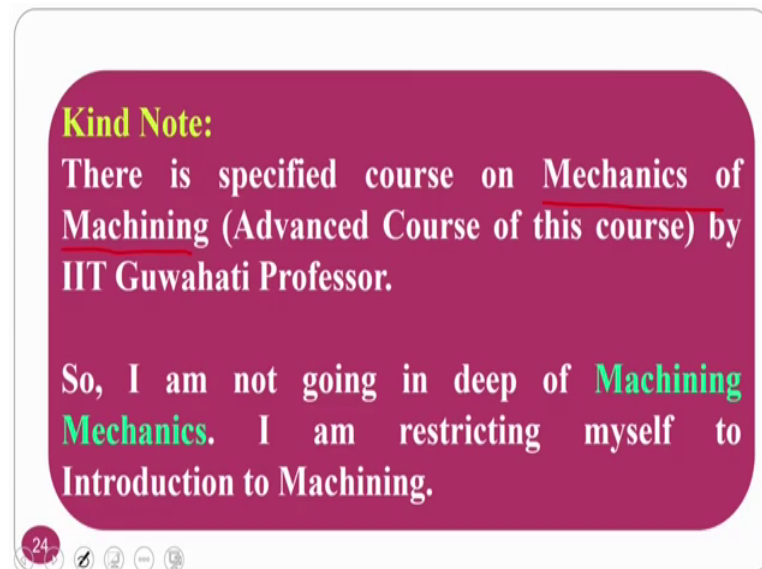 Kind Note:
There is specified course on Mechanics of
Machining (Advanced Course of this course) by
IIT Guwahati Professor.
So, I am not going in deep of Machining
Mechanics. I am restricting myself to
Introduction to Machining.
24